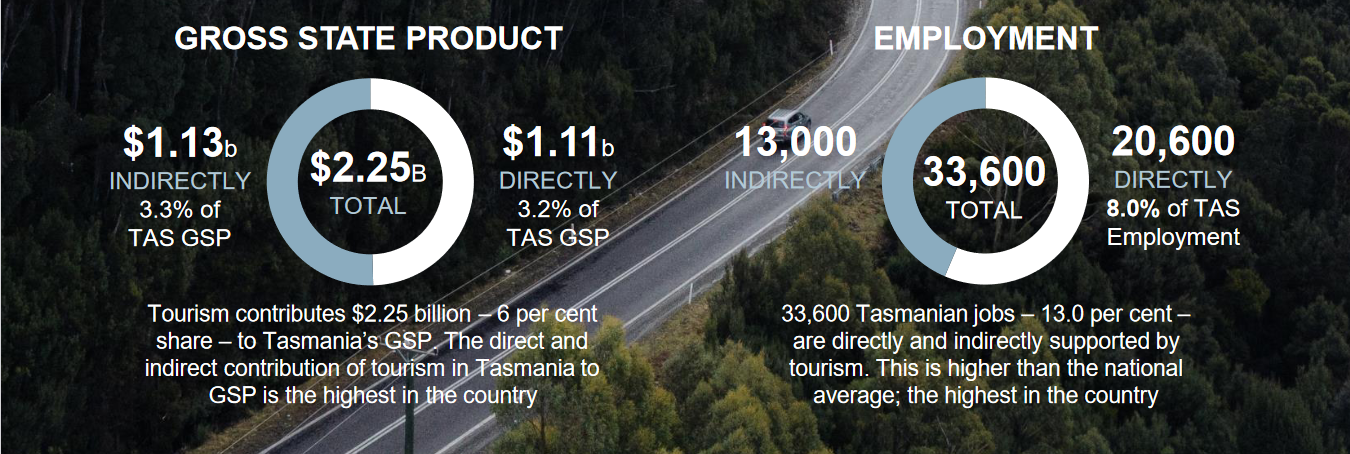 GROSS STATE PRODUCT
$1.13b
INDIRECTLY
3.3% of
TAS GSP
$2.25B
TOTAL
$1.11b
DIRECTLY
3.2% of
TAS GSP
Tourism contributes $2.25 billion – 6 per cent
share – to Tasmania's GSP. The direct and
indirect contribution of tourism in Tasmania to
GSP is the highest in the country
EMPLOYMENT
13,000
INDIRECTLY
33,600
TOTAL
20,600
DIRECTLY
8.0% of TAS
Employment
33,600 Tasmanian jobs – 13.0 per cent –
are directly and indirectly supported by
tourism. This is higher than the national
average; the highest in the country